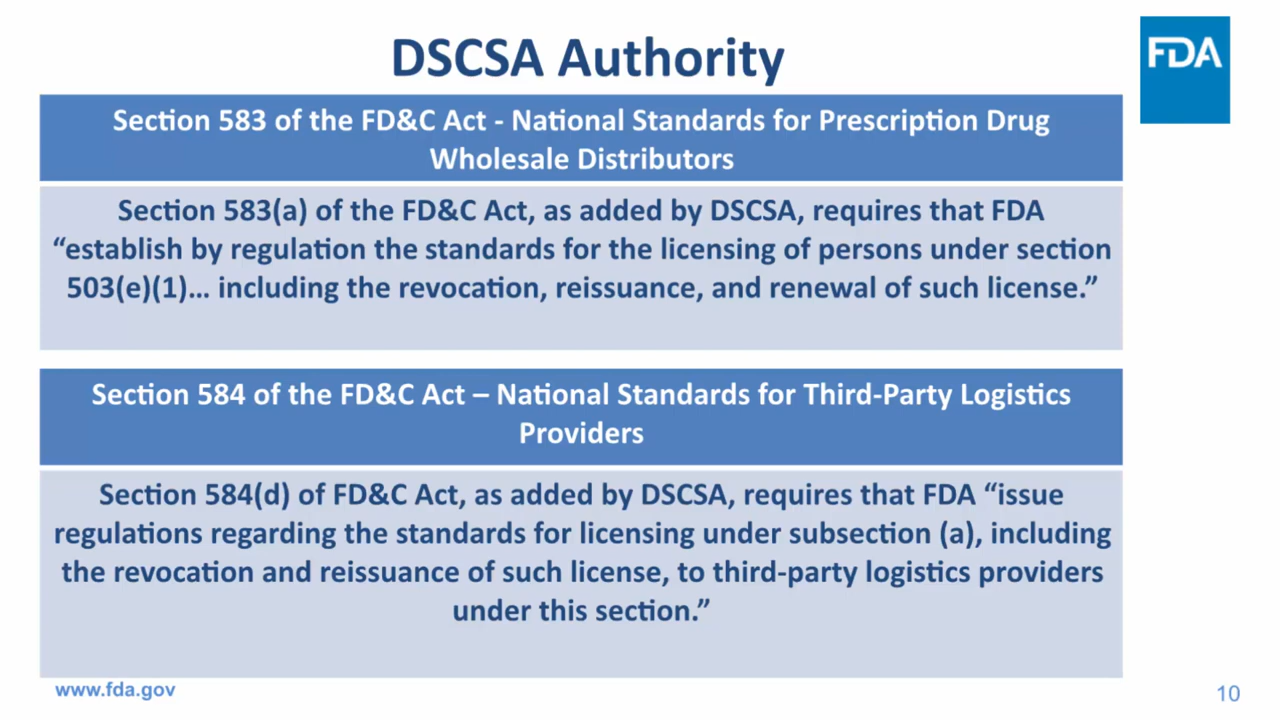 DSCSA Authority
FDA
Section 583 of the FD&C Act - National Standards for Prescription Drug
Wholesale Distributors
Section 583(a) of the FD&C Act, as added by DSCSA, requires that FDA
“establish by regulation the standards for the licensing of persons under section
503(e)(1)… including the revocation, reissuance, and renewal of such license.”
Section 584 of the FD&C Act – National Standards for Third-Party Logistics
Providers
Section 584(d) of FD&C Act, as added by DSCSA, requires that FDA “issue
regulations regarding the standards for licensing under subsection (a), including
the revocation and reissuance of such license, to third-party logistics providers
under this section.”
www.fda.gov
10